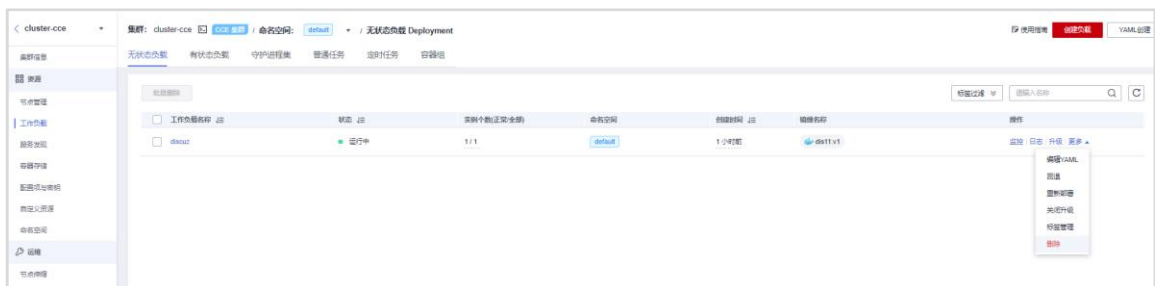 cluster-cce
集群: cluster-cce CCE 集群 / 命名空间: default / 无状态负载 Deployment
使用指南 创建负载 YAML创建
集群信息
无状态负载 有状态负载 守护进程集 普通任务 定时任务 容器组
资源
批量删除
标签过滤 请输入名称
节点管理
工作负载
工作负载名称 状态 实例个数(正常/全部) 命名空间 创建时间 镜像名称 操作
服务发现
discuz 运行中 1/1 default 1 小时前 dis11:v1 监控 日志 升级 更多
容器存储
编辑YAML
回退
配置项与密钥
重新部署
自定义资源
关闭升级
命名空间
标签管理
运维
删除
节点伸缩